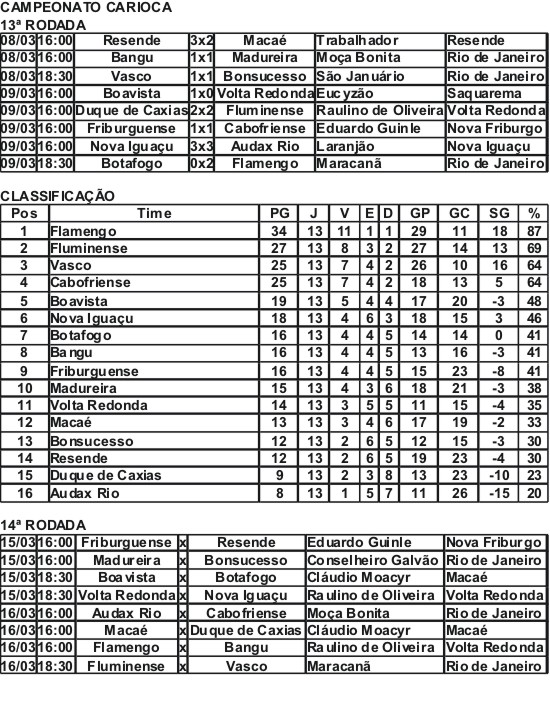 CAMPEONATO CARIOCA
13ª RODADA
08/03 16:00 Resende 3x2 Macaé Trabalhador Resende
08/03 16:00 Bangu 1x1 Madureira Moça Bonita Rio de Janeiro
08/03 18:30 Vasco 1x1 Bonsucesso São Januário Rio de Janeiro
09/03 16:00 Boavista 1x0 Volta Redonda Eucyzão Saquarema
09/03 16:00 Duque de Caxias 2x2 Fluminense Raulino de Oliveira Volta Redonda
09/03 16:00 Friburguense 1x1 Cabofriense Eduardo Guinle Nova Friburgo
09/03 16:00 Nova Iguaçu 3x3 Audax Rio Laranjão Nova Iguaçu
09/03 18:30 Botafogo 0x2 Flamengo Maracanã Rio de Janeiro
CLASSIFICAÇÃO
Pos Time PG J V E D GP GC SG %
1 Flamengo 34 13 11 1 1 29 11 18 87
2 Fluminense 27 13 8 3 2 27 14 13 69
3 Vasco 25 13 7 4 2 26 10 16 64
4 Cabofriense 25 13 7 4 2 18 13 5 64
5 Boavista 19 13 5 4 4 17 20 -3 48
6 Nova Iguaçu 18 13 4 6 3 18 15 3 46
7 Botafogo 16 13 4 4 5 14 14 0 41
8 Bangu 16 13 4 4 5 13 16 -3 41
9 Friburguense 16 13 4 4 5 15 23 -8 41
10 Madureira 15 13 4 3 6 18 21 -3 38
11 Volta Redonda 14 13 3 5 5 11 15 -4 35
12 Macaé 13 13 3 4 6 17 19 -2 33
13 Bonsucesso 12 13 2 6 5 12 15 -3 30
14 Resende 12 13 2 6 5 19 23 -4 30
15 Duque de Caxias 9 13 2 3 8 13 23 -10 23
16 Audax Rio 8 13 1 5 7 11 26 -15 20
14ª RODADA
15/03 16:00 Friburguense x Resende Eduardo Guinle Nova Friburgo
15/03 16:00 Madureira x Bonsucesso Conselheiro Galvão Rio de Janeiro
15/03 18:30 Boavista x Botafogo Cláudio Moacyr Macaé
15/03 18:30 Volta Redonda x Nova Iguaçu Raulino de Oliveira Volta Redonda
16/03 16:00 Audax Rio x Cabofriense Moça Bonita Rio de Janeiro
16/03 16:00 Macaé x Duque de Caxias Cláudio Moacyr Macaé
16/03 16:00 Flamengo x Bangu Raulino de Oliveira Volta Redonda
16/03 18:30 Fluminense x Vasco Maracanã Rio de Janeiro